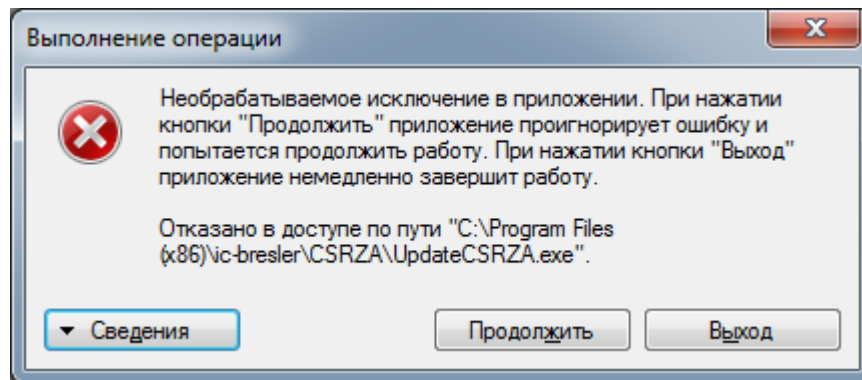 Выполнение операции
Необрабатываемое исключение в приложении. При нажатии
кнопки "Продолжить" приложение проигнорирует ошибку и
попытается продолжить работу. При нажатии кнопки "Выход"
приложение немедленно завершит работу.
Отказано в доступе по пути "C:\Program Files
(x86)\ic-bresler\CSRZA\UpdateCSRZA.exe".
Сведения
Продолжить
Выход